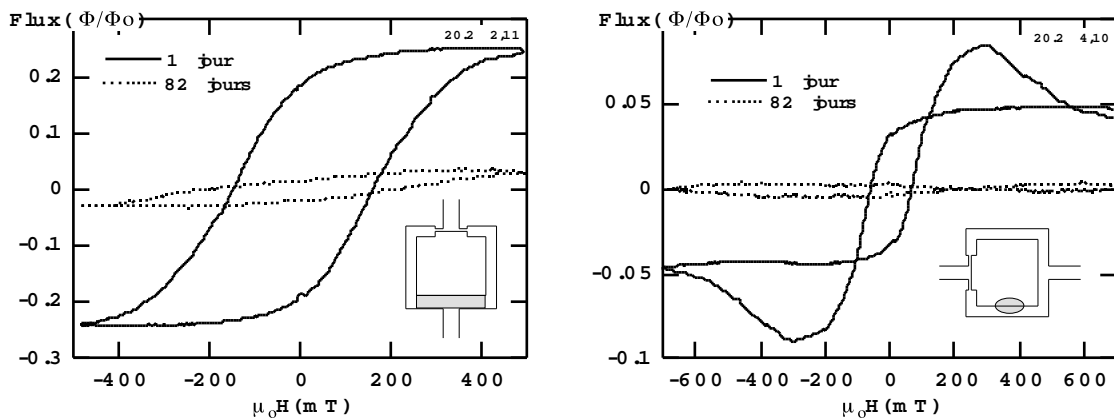 Flux(Φ/Φo)
20.2 2,11
1 jour
82 jours
0.2
0.1
0
-0.1
-0.2
-0.3
-400 -200 0 200 400
μoH(mT)
Flux(Φ/Φo)
20.2 4,10
1 jour
82 jours
0.05
0
-0.05
-0.1
-600 -400 -200 0 200 400 600
μoH(mT)